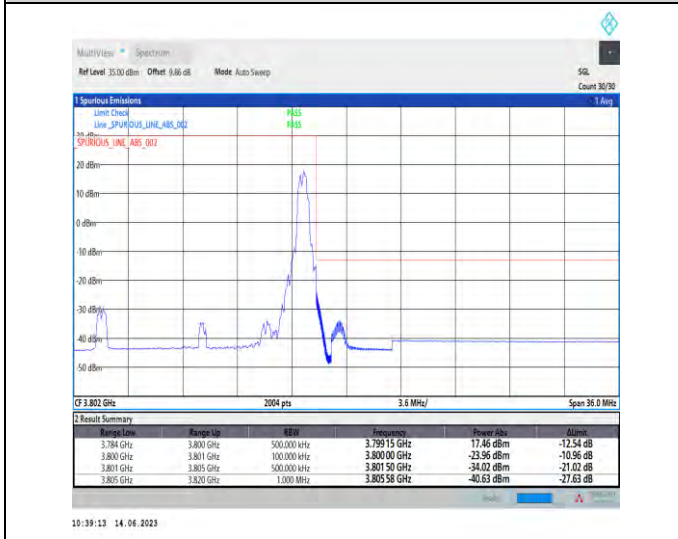 MultiView Spectrum
Ref Level 35.00 dBm Offset 9.86 dB Mode Auto Sweep SGL
Count 30/30
1 Spurious Emissions 1 Avg
Limit Check PASS
Line _SPURIOUS_LINE_ABS_002 PASS
30 dBm
_SPURIOUS_LINE_ABS_002
20 dBm
10 dBm
0 dBm
-10 dBm
-20 dBm
-30 dBm
-40 dBm
-50 dBm
CF 3.802 GHz 2004 pts 3.6 MHz/ Span 36.0 MHz
2 Result Summary
Range Low Range Up RBW Frequency Power Abs ΔLimit
3.784 GHz 3.800 GHz 500.000 kHz 3.799 15 GHz 17.46 dBm -12.54 dB
3.800 GHz 3.801 GHz 100.000 kHz 3.800 00 GHz -23.96 dBm -10.96 dB
3.801 GHz 3.805 GHz 500.000 kHz 3.801 50 GHz -34.02 dBm -21.02 dB
3.805 GHz 3.820 GHz 1.000 MHz 3.805 58 GHz -40.63 dBm -27.63 dB
10:39:13 14.06.2023